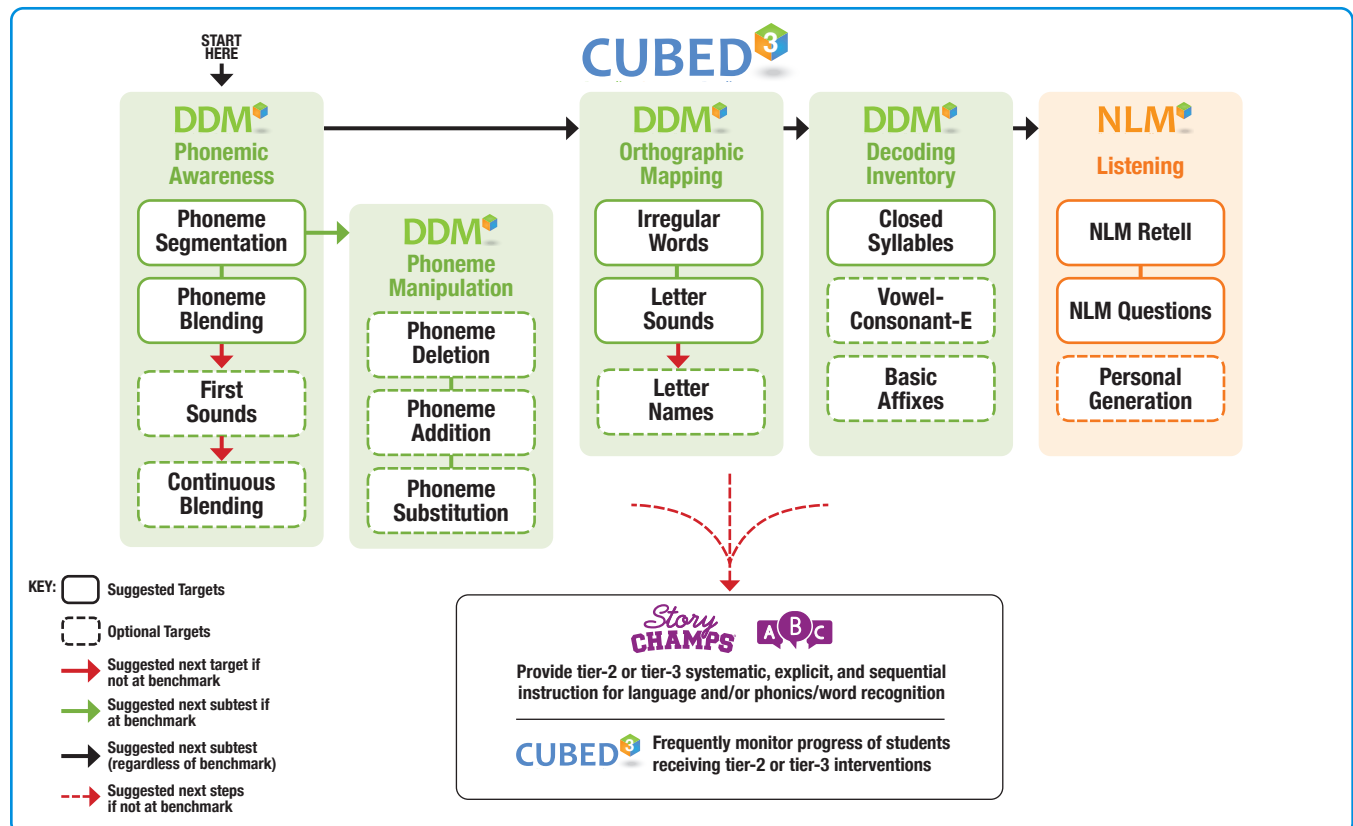 START
HERE
CUBED 3
DDM
Phonemic
Awareness
Phoneme
Segmentation
Phoneme
Blending
First
Sounds
Continuous
Blending
DDM
Phoneme
Manipulation
Phoneme
Deletion
Phoneme
Addition
Phoneme
Substitution
DDM
Orthographic
Mapping
Irregular
Words
Letter
Sounds
Letter
Names
DDM
Decoding
Inventory
Closed
Syllables
Vowel-
Consonant-E
Basic
Affixes
NLM
Listening
NLM Retell
NLM Questions
Personal
Generation
KEY:
Suggested Targets
Optional Targets
Suggested next target if
not at benchmark
Suggested next subtest if
at benchmark
Suggested next subtest
(regardless of benchmark)
Suggested next steps
if not at benchmark
Story
CHAMPS
A B C
Provide tier-2 or tier-3 systematic, explicit, and sequential
instruction for language and/or phonics/word recognition
CUBED 3
Frequently monitor progress of students
receiving tier-2 or tier-3 interventions